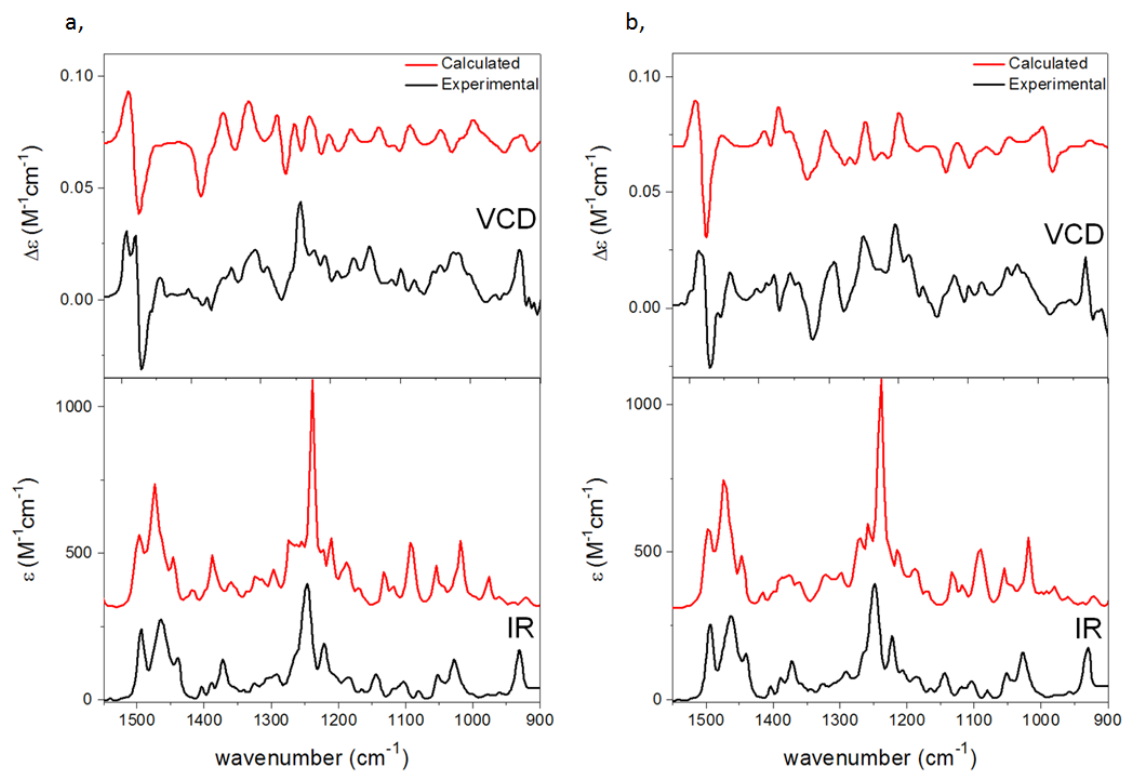 a,
Calculated
Experimental
0.10
0.05
0.00
Δε (M⁻¹cm⁻¹)
VCD
1000
500
0
ε (M⁻¹cm⁻¹)
IR
1500 1400 1300 1200 1100 1000 900
wavenumber (cm⁻¹)
b,
Calculated
Experimental
0.10
0.05
0.00
Δε (M⁻¹cm⁻¹)
VCD
1000
500
0
ε (M⁻¹cm⁻¹)
IR
1500 1400 1300 1200 1100 1000 900
wavenumber (cm⁻¹)